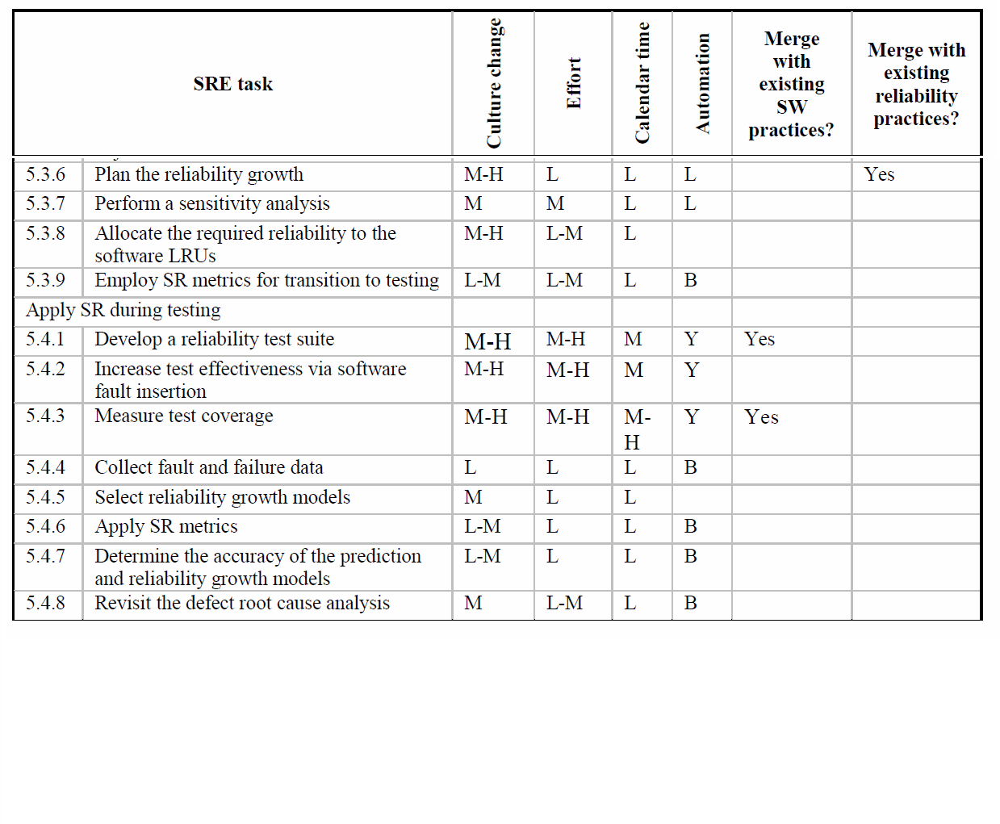 SRE task Culture change Effort Calendar time Automation Merge with existing SW practices? Merge with existing reliability practices?
5.3.6 Plan the reliability growth M-H L L L Yes
5.3.7 Perform a sensitivity analysis M M L L
5.3.8 Allocate the required reliability to the M-H L-M L
software LRUs
5.3.9 Employ SR metrics for transition to testing L-M L-M L B
Apply SR during testing
5.4.1 Develop a reliability test suite M-H M-H M Y Yes
5.4.2 Increase test effectiveness via software M-H M-H M Y
fault insertion
5.4.3 Measure test coverage M-H M-H M- Y Yes
H
5.4.4 Collect fault and failure data L L L B
5.4.5 Select reliability growth models M L L
5.4.6 Apply SR metrics L-M L L B
5.4.7 Determine the accuracy of the prediction L-M L L B
and reliability growth models
5.4.8 Revisit the defect root cause analysis M L-M L B